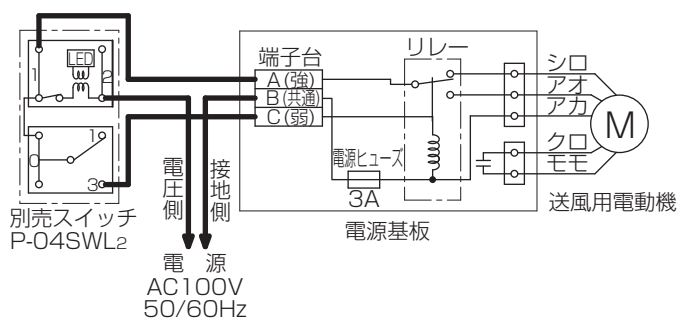 LED
1
2
0
1
3
別売スイッチ
P-04SWL2
電圧側
接地側
電 源
AC100V
50/60Hz
端子台
A(強)
B(共通)
C(弱)
リレー
電源ヒューズ
3A
電源基板
シロ
アオ
アカ
クロ
モモ
M
送風用電動機